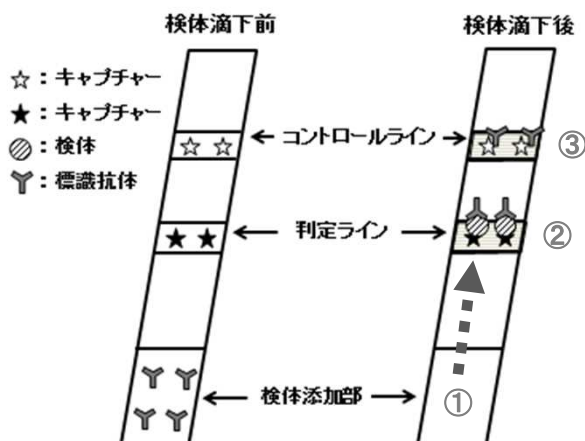 検体滴下前
検体滴下後
☆：キャプチャー
★：キャプチャー
：検体
：標識抗体
コントロールライン
③
判定ライン
②
検体添加部
①